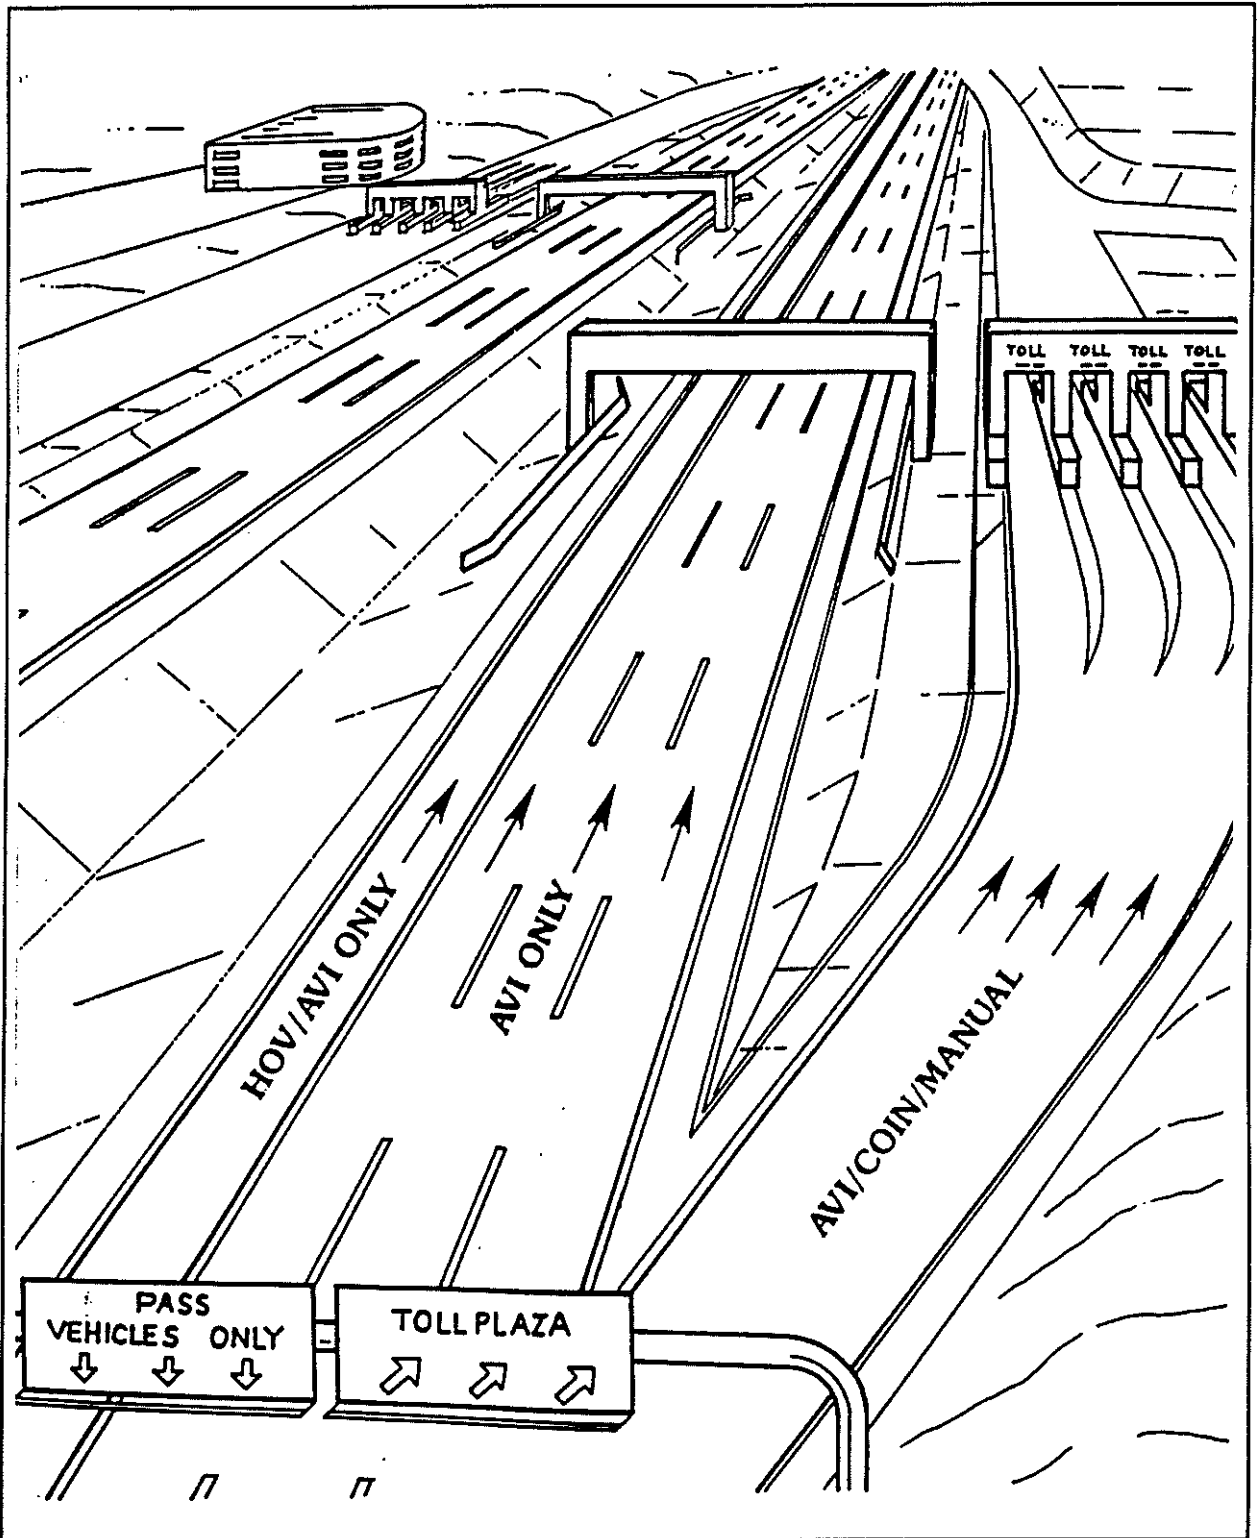 TOLL TOLL TOLL TOLL
HOV/AVI ONLY
AVI ONLY
AVI/COIN/MANUAL
PASS
VEHICLES ONLY
TOLL PLAZA